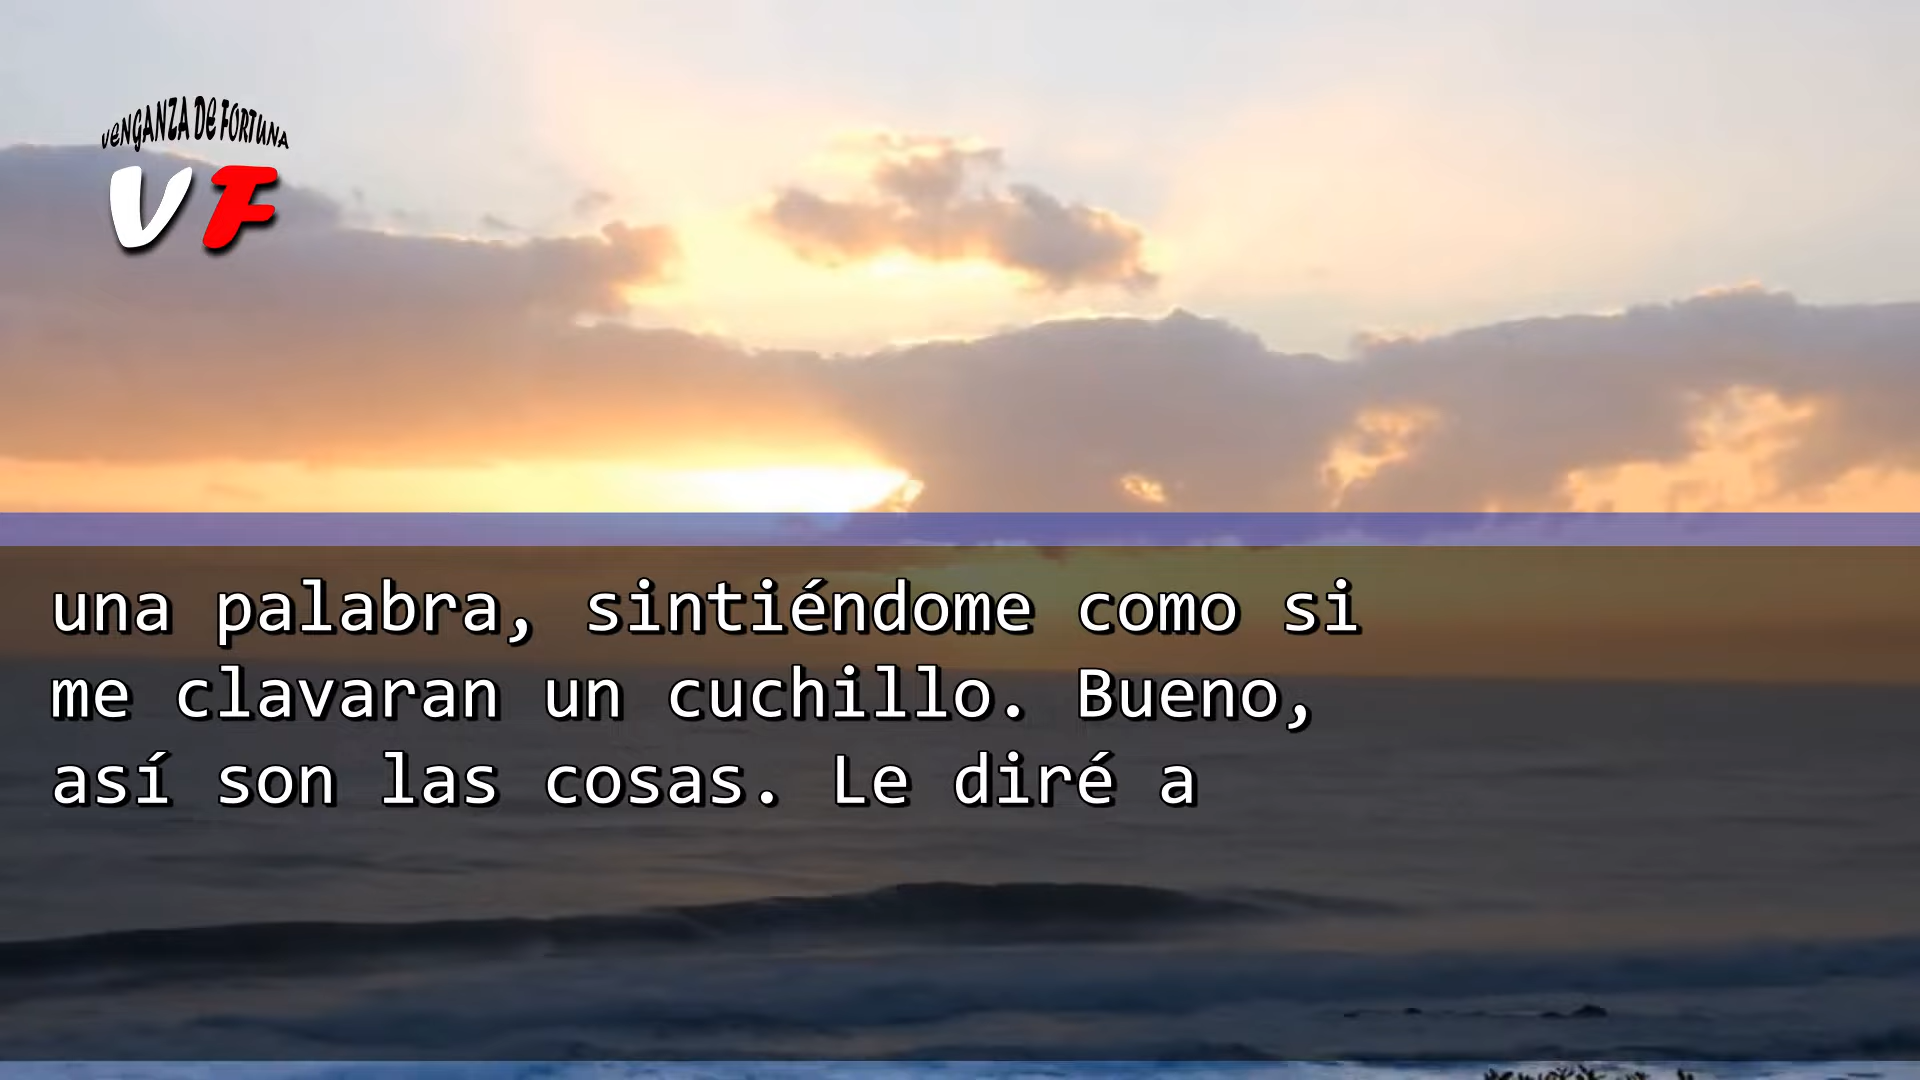 VENGANZA DE FORTUNA
VF
una palabra, sintiéndome como si
me clavaran un cuchillo. Bueno,
así son las cosas. Le diré a